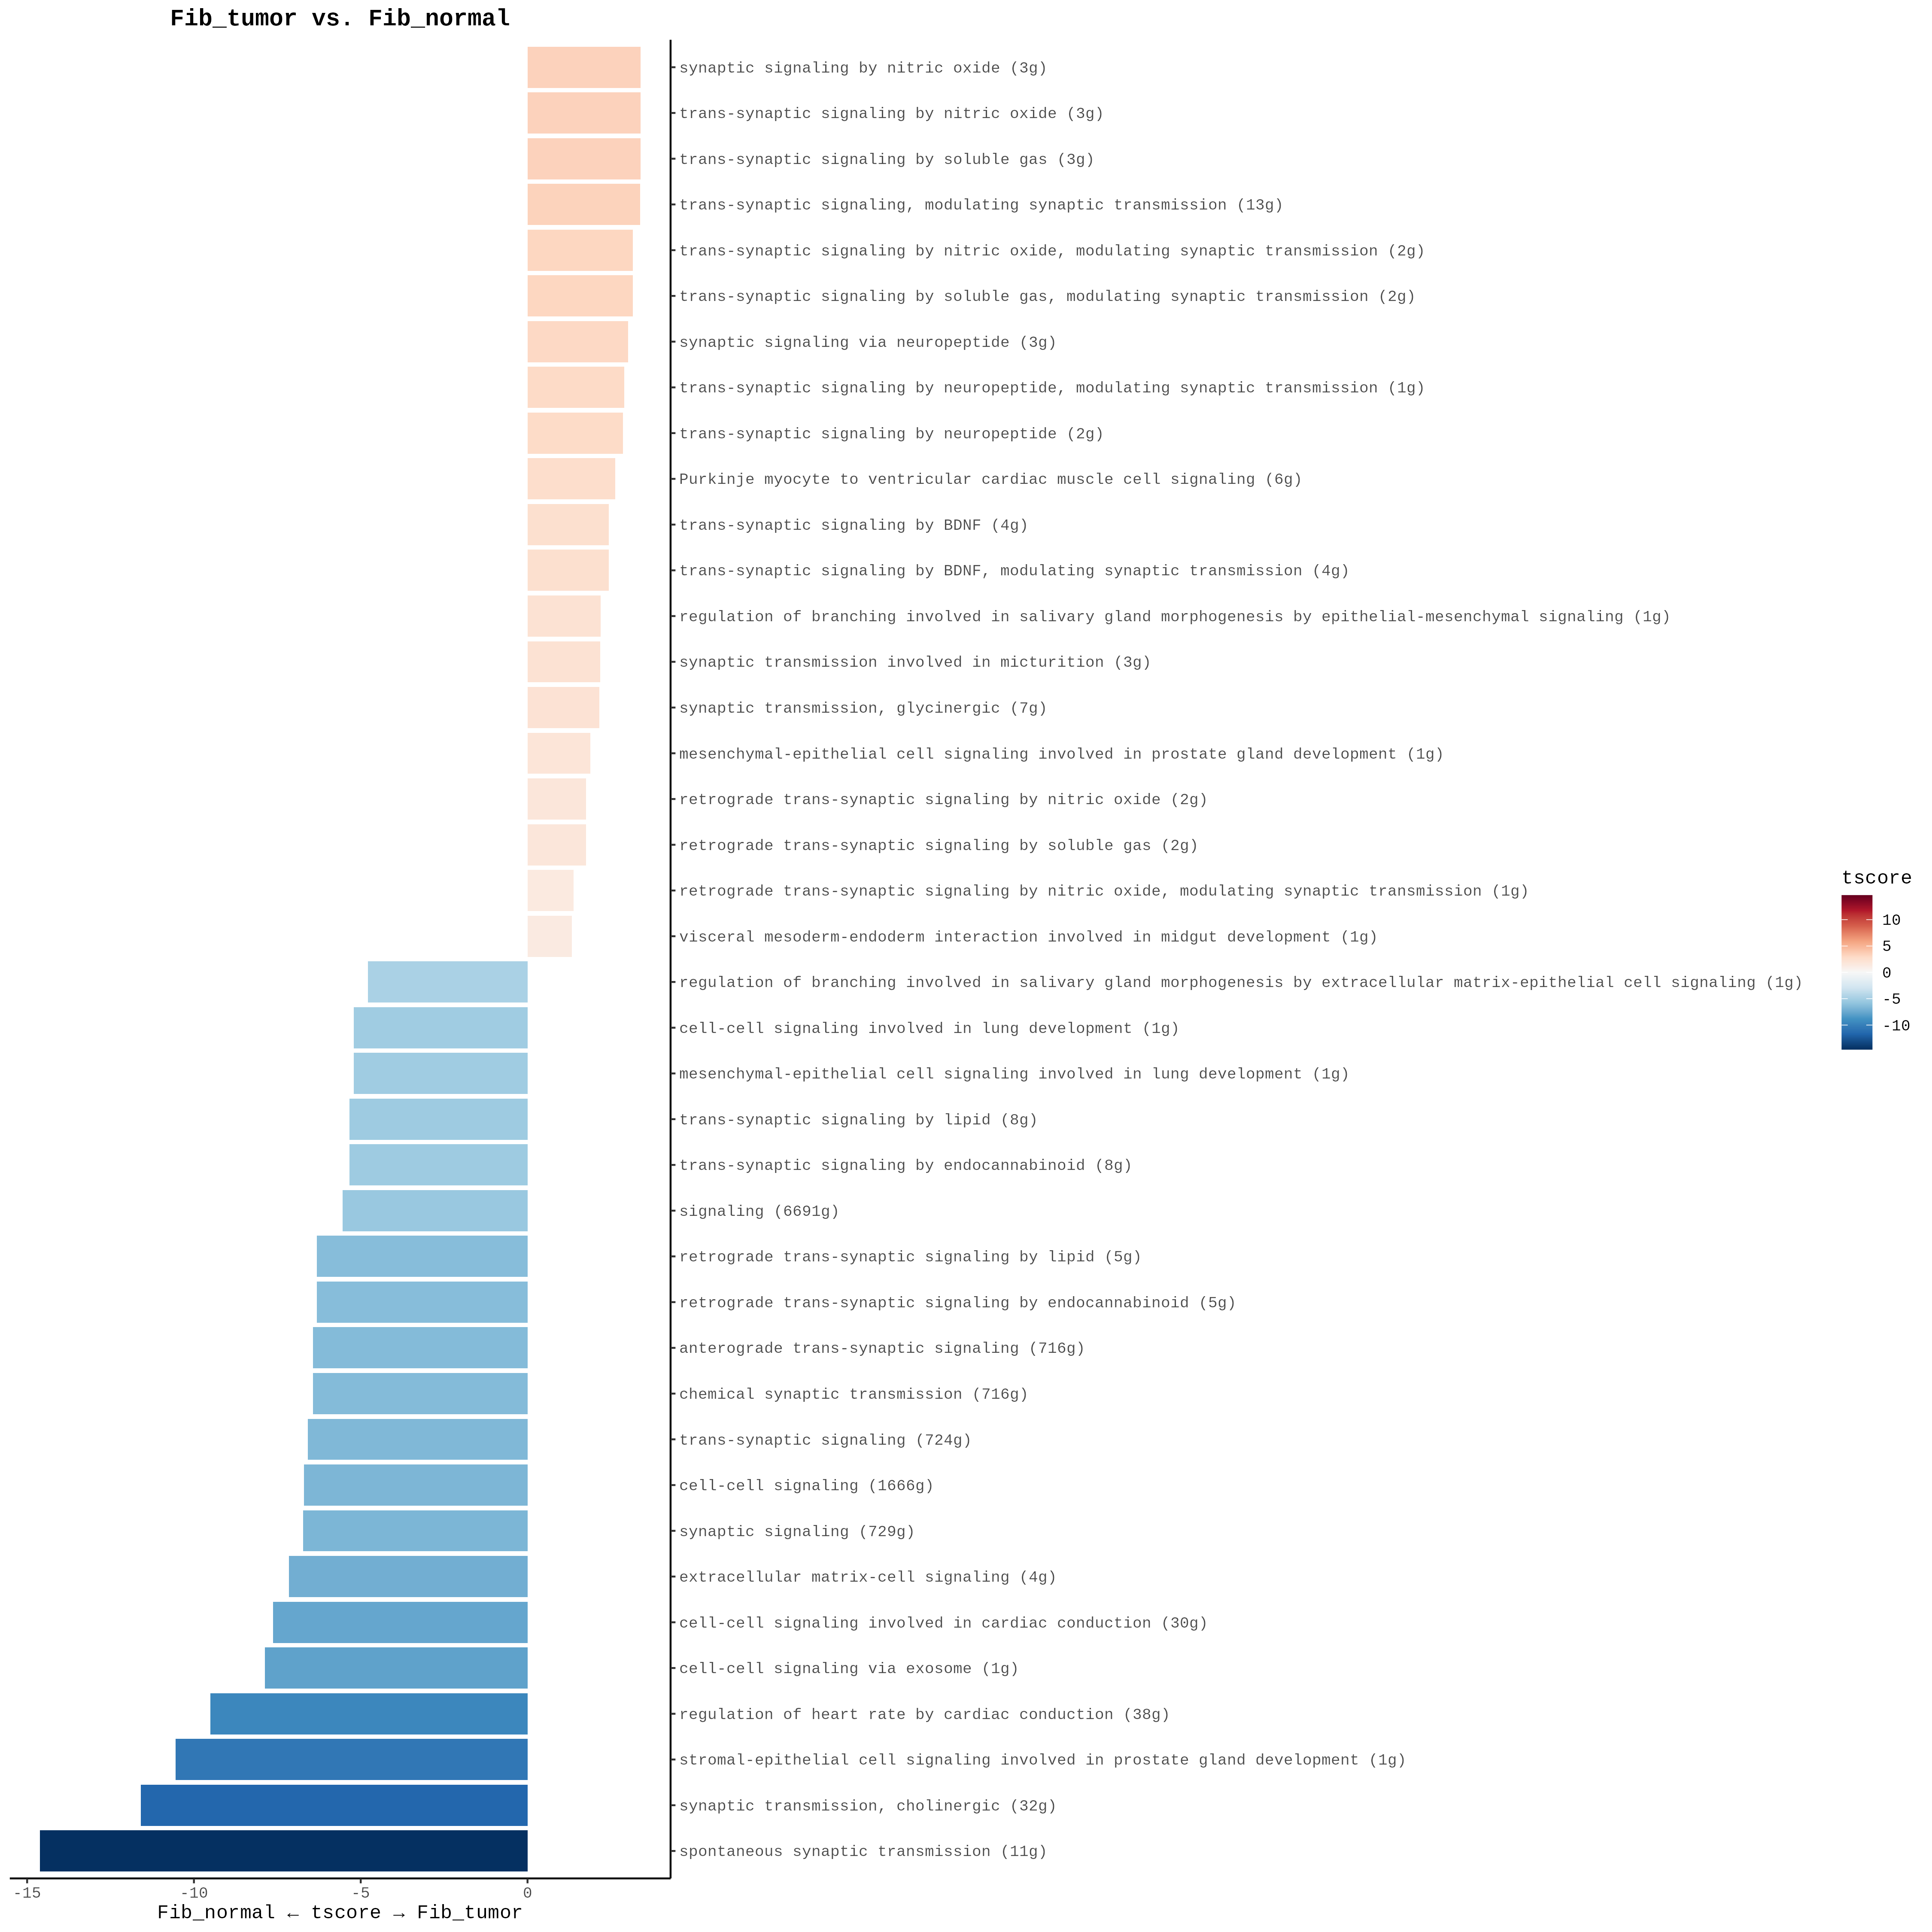 Fib_tumor vs. Fib_normal
synaptic signaling by nitric oxide (3g)
trans-synaptic signaling by nitric oxide (3g)
trans-synaptic signaling by soluble gas (3g)
trans-synaptic signaling, modulating synaptic transmission (13g)
trans-synaptic signaling by nitric oxide, modulating synaptic transmission (2g)
trans-synaptic signaling by soluble gas, modulating synaptic transmission (2g)
synaptic signaling via neuropeptide (3g)
trans-synaptic signaling by neuropeptide, modulating synaptic transmission (1g)
trans-synaptic signaling by neuropeptide (2g)
Purkinje myocyte to ventricular cardiac muscle cell signaling (6g)
trans-synaptic signaling by BDNF (4g)
trans-synaptic signaling by BDNF, modulating synaptic transmission (4g)
regulation of branching involved in salivary gland morphogenesis by epithelial-mesenchymal signaling (1g)
synaptic transmission involved in micturition (3g)
synaptic transmission, glycinergic (7g)
mesenchymal-epithelial cell signaling involved in prostate gland development (1g)
retrograde trans-synaptic signaling by nitric oxide (2g)
retrograde trans-synaptic signaling by soluble gas (2g)
retrograde trans-synaptic signaling by nitric oxide, modulating synaptic transmission (1g)
visceral mesoderm-endoderm interaction involved in midgut development (1g)
regulation of branching involved in salivary gland morphogenesis by extracellular matrix-epithelial cell signaling (1g)
cell-cell signaling involved in lung development (1g)
mesenchymal-epithelial cell signaling involved in lung development (1g)
trans-synaptic signaling by lipid (8g)
trans-synaptic signaling by endocannabinoid (8g)
signaling (6691g)
retrograde trans-synaptic signaling by lipid (5g)
retrograde trans-synaptic signaling by endocannabinoid (5g)
anterograde trans-synaptic signaling (716g)
chemical synaptic transmission (716g)
trans-synaptic signaling (724g)
cell-cell signaling (1666g)
synaptic signaling (729g)
extracellular matrix-cell signaling (4g)
cell-cell signaling involved in cardiac conduction (30g)
cell-cell signaling via exosome (1g)
regulation of heart rate by cardiac conduction (38g)
stromal-epithelial cell signaling involved in prostate gland development (1g)
synaptic transmission, cholinergic (32g)
spontaneous synaptic transmission (11g)
-15 -10 -5 0
Fib_normal ← tscore → Fib_tumor
tscore
10
5
0
-5
-10